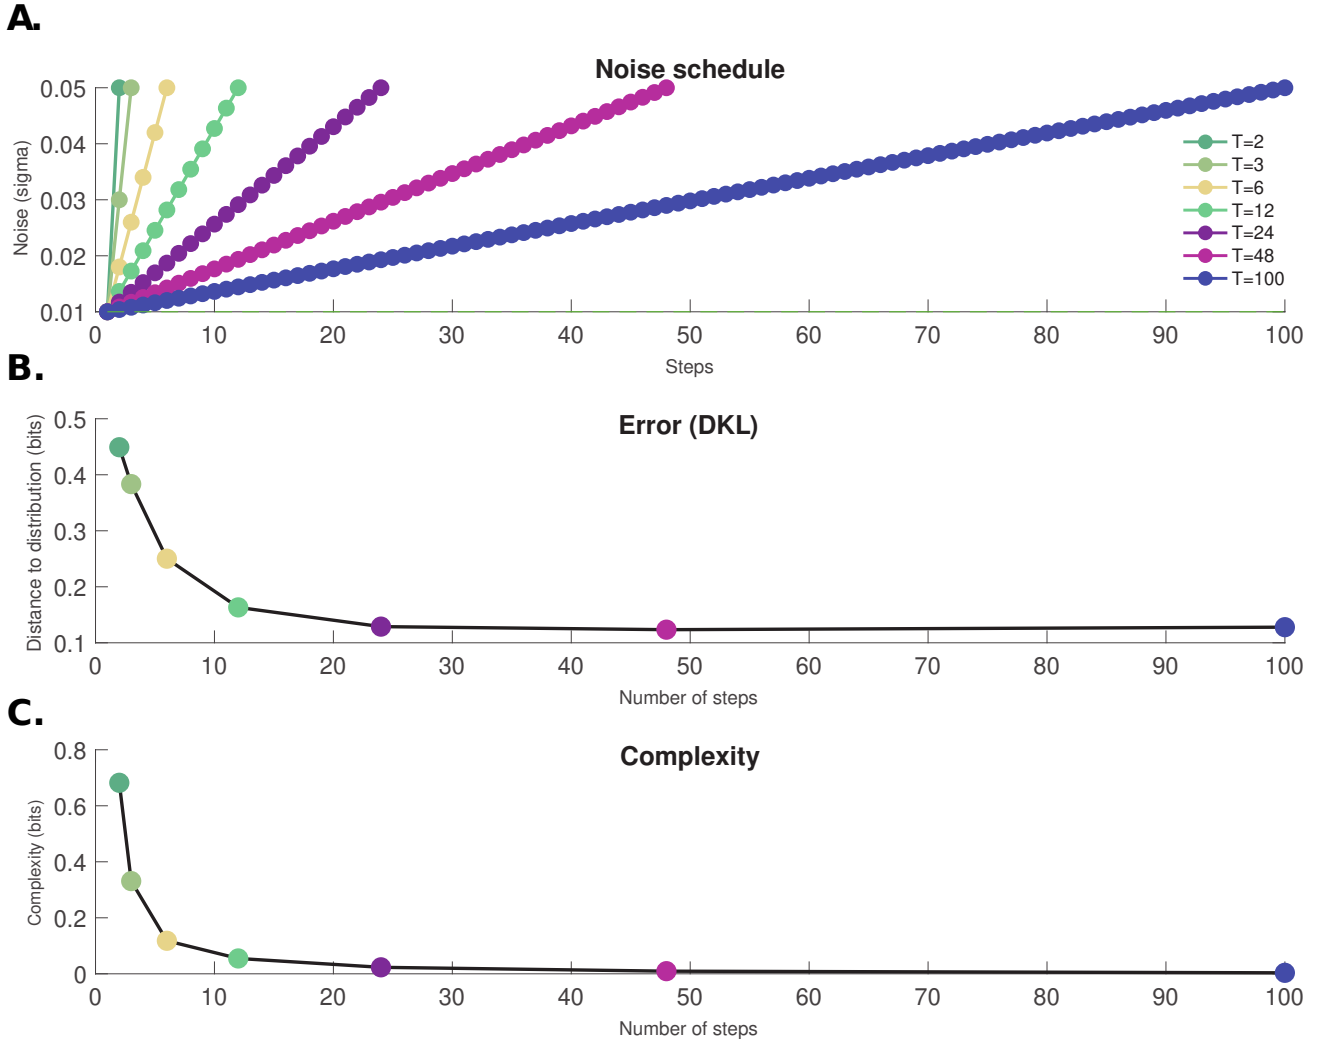 A.
Noise schedule
Noise (sigma)
0.05
0.04
0.03
0.02
0.01
0 10 20 30 40 50 60 70 80 90 100
Steps
T=2
T=3
T=6
T=12
T=24
T=48
T=100
B.
Error (DKL)
Distance to distribution (bits)
0.5
0.4
0.3
0.2
0.1
0 10 20 30 40 50 60 70 80 90 100
Number of steps
C.
Complexity
Complexity (bits)
0.8
0.6
0.4
0.2
0
0 10 20 30 40 50 60 70 80 90 100
Number of steps